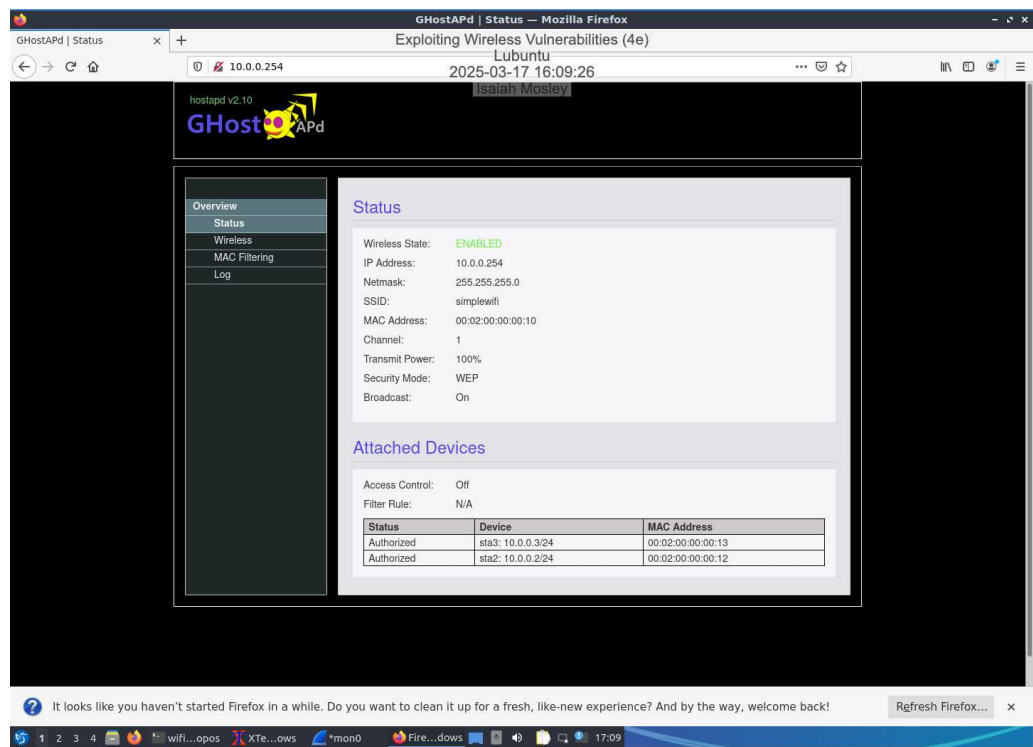 GHostAPd | Status — Mozilla Firefox
GHostAPd | Status
Exploiting Wireless Vulnerabilities (4e)
Lubuntu
10.0.0.254
2025-03-17 16:09:26
Isaiah Mosley
hostapd v2.10
GHost APd
Overview
Status
Wireless
MAC Filtering
Log
Status
Wireless State: ENABLED
IP Address: 10.0.0.254
Netmask: 255.255.255.0
SSID: simplewifi
MAC Address: 00:02:00:00:00:10
Channel: 1
Transmit Power: 100%
Security Mode: WEP
Broadcast: On
Attached Devices
Access Control: Off
Filter Rule: N/A
Status Device MAC Address
Authorized sta3: 10.0.0.3/24 00:02:00:00:00:13
Authorized sta2: 10.0.0.2/24 00:02:00:00:00:12
It looks like you haven't started Firefox in a while. Do you want to clean it up for a fresh, like-new experience? And by the way, welcome back! Refresh Firefox...
1 2 3 4 wifi...opos XTe...ows *mon0 Fire...dows 17:09